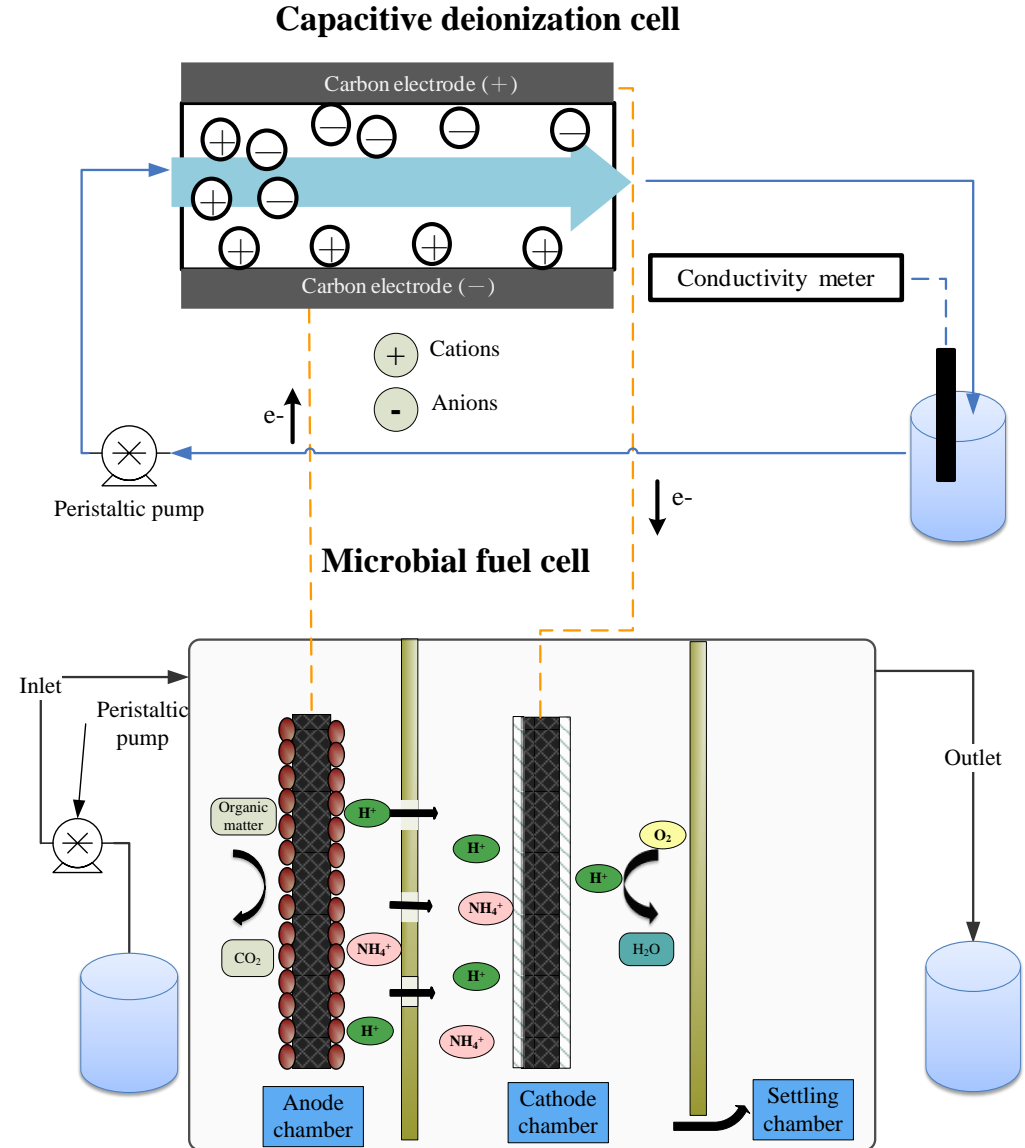 Capacitive deionization cell
Carbon electrode (+)
+
—
—
—
—
—
+
—
+
+
+
+
Carbon electrode (—)
Conductivity meter
+ Cations
- Anions
e-
Peristaltic pump
e-
Microbial fuel cell
Inlet
Peristaltic
pump
Outlet
Organic
matter
H⁺
O₂
H⁺
H⁺
NH₄⁺
NH₄⁺
CO₂
H₂O
H⁺
H⁺
NH₄⁺
Anode
chamber
Cathode
chamber
Settling
chamber